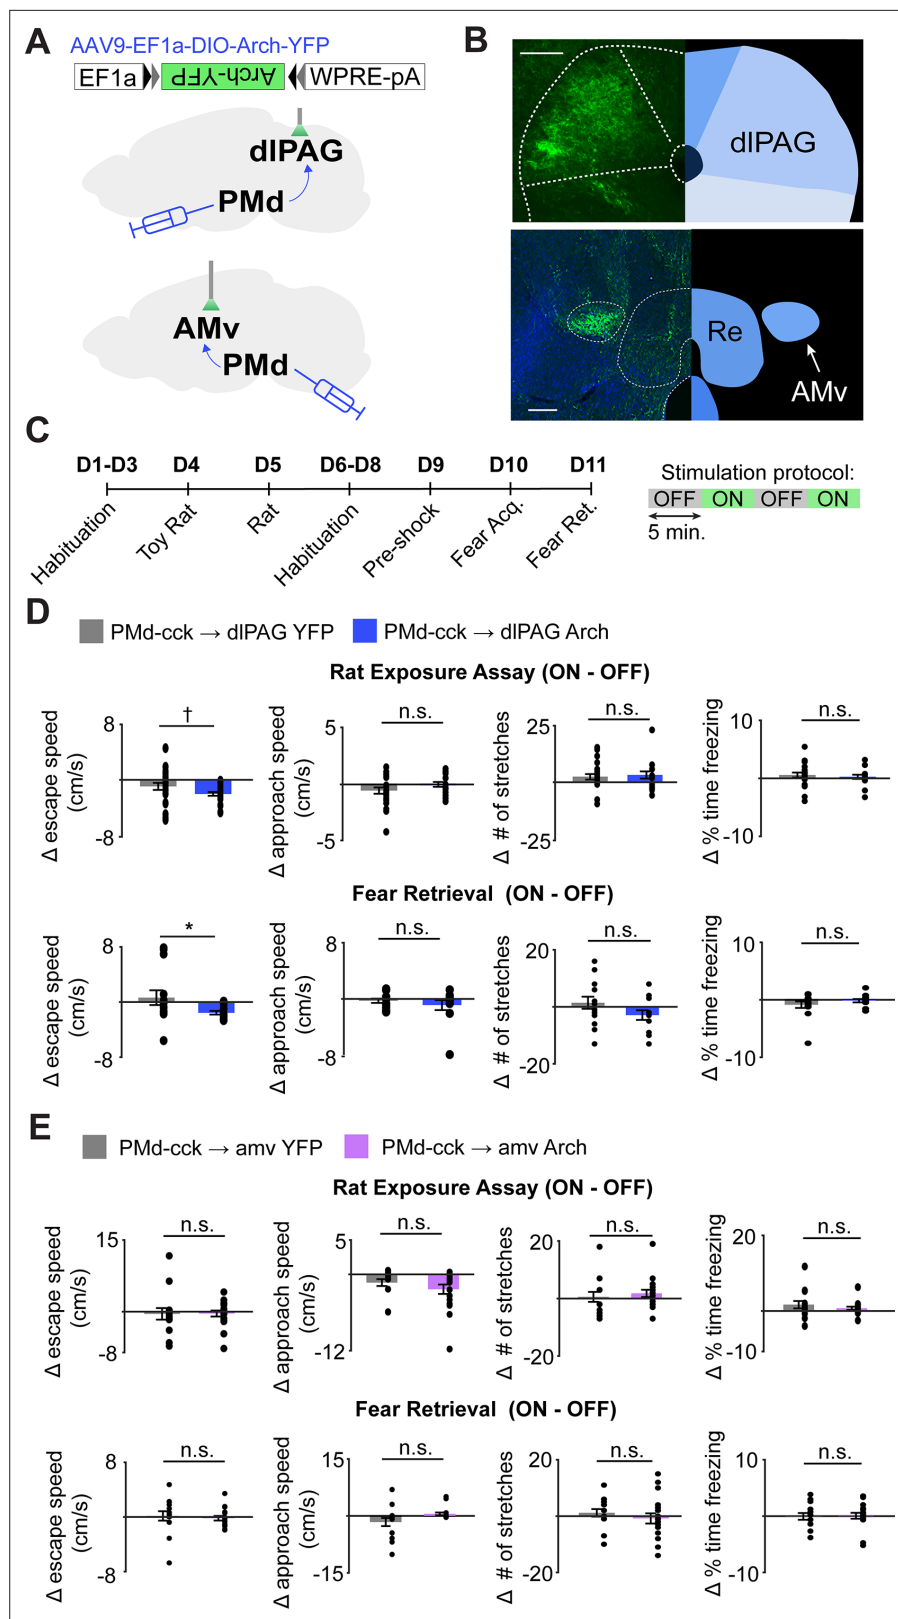 A
AAV9-EF1a-DIO-Arch-YFP
EF1a Arch-YFP WPRE-pA
dlPAG
PMd
AMv
PMd
B
dlPAG
Re
AMv
C
D1-D3 D4 D5 D6-D8 D9 D10 D11
Habituation Toy Rat Rat Habituation Pre-shock Fear Acq. Fear Ret.
Stimulation protocol:
OFF ON OFF ON
5 min.
D
PMd-cck → dlPAG YFP PMd-cck → dlPAG Arch
Rat Exposure Assay (ON - OFF)
Δ escape speed (cm/s) 8 -8 †
Δ approach speed (cm/s) 5 -5 n.s.
Δ # of stretches 25 -25 n.s.
Δ % time freezing 10 -10 n.s.
Fear Retrieval (ON - OFF)
Δ escape speed (cm/s) 8 -8 *
Δ approach speed (cm/s) 8 -8 n.s.
Δ # of stretches 20 -20 n.s.
Δ % time freezing 10 -10 n.s.
E
PMd-cck → amv YFP PMd-cck → amv Arch
Rat Exposure Assay (ON - OFF)
Δ escape speed (cm/s) 15 -8 n.s.
Δ approach speed (cm/s) 5 -12 n.s.
Δ # of stretches 20 -20 n.s.
Δ % time freezing 20 -10 n.s.
Fear Retrieval (ON - OFF)
Δ escape speed (cm/s) 8 -8 n.s.
Δ approach speed (cm/s) 15 -15 n.s.
Δ # of stretches 20 -20 n.s.
Δ % time freezing 10 -10 n.s.